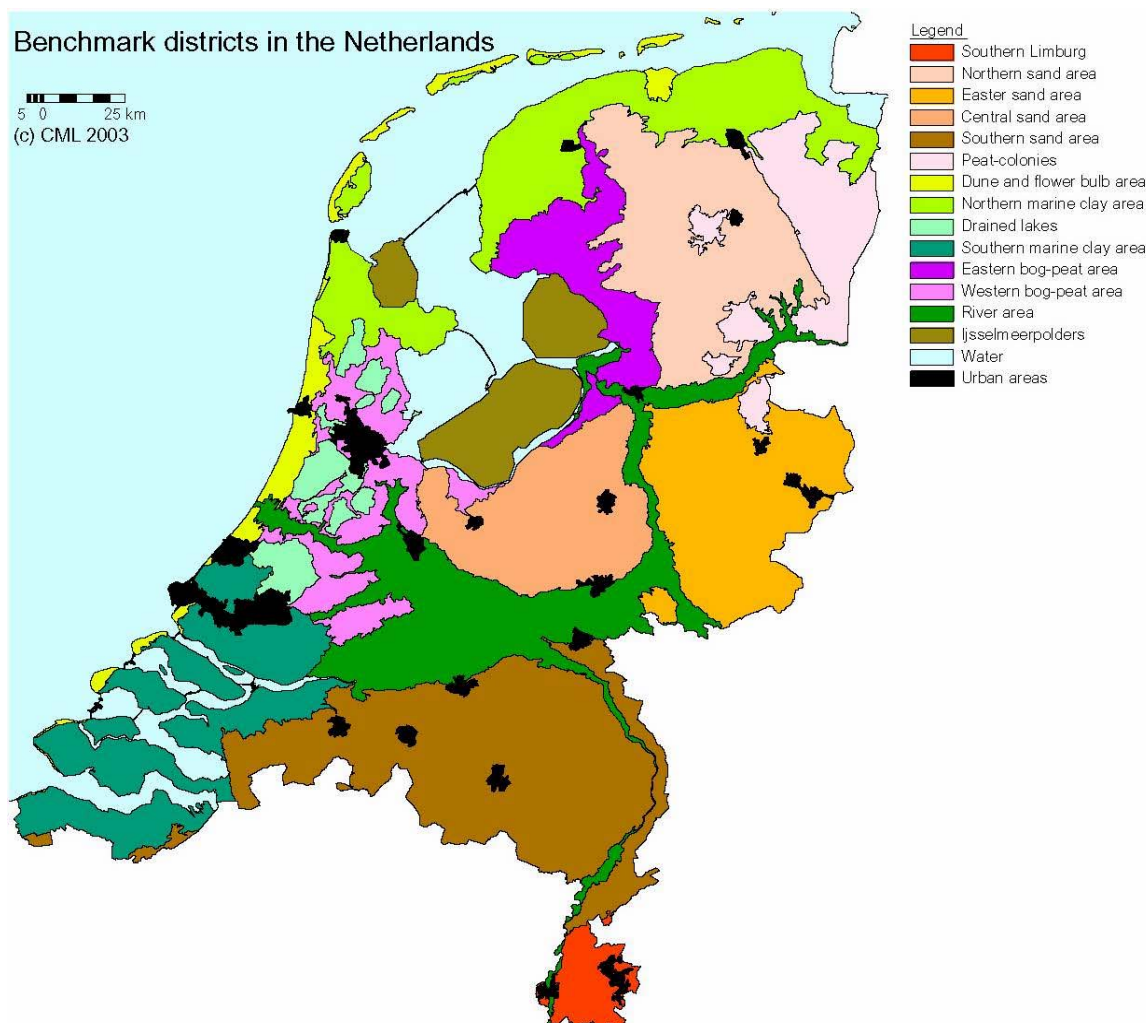 Benchmark districts in the Netherlands
5 0 25 km
(c) CML 2003
Legend
Southern Limburg
Northern sand area
Easter sand area
Central sand area
Southern sand area
Peat-colonies
Dune and flower bulb area
Northern marine clay area
Drained lakes
Southern marine clay area
Eastern bog-peat area
Western bog-peat area
River area
Ijsselmeerpolders
Water
Urban areas